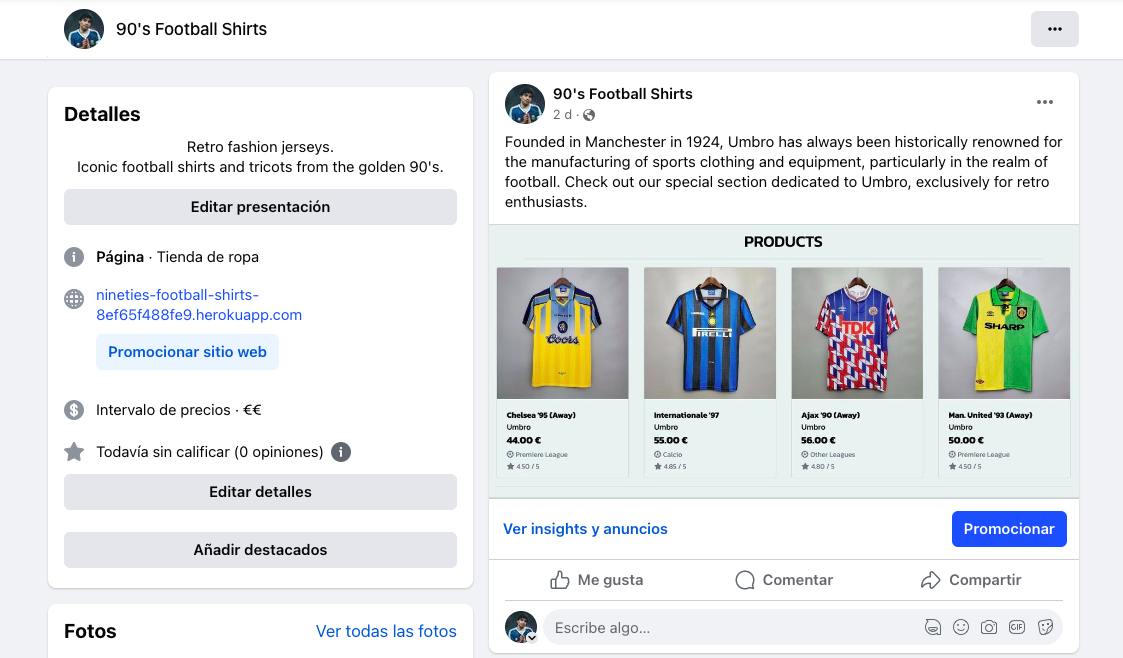 90's Football Shirts
Detalles
Retro fashion jerseys.
Iconic football shirts and tricots from the golden 90's.
Editar presentación
Página · Tienda de ropa
nineties-football-shirts-
8ef65f488fe9.herokuapp.com
Promocionar sitio web
Intervalo de precios · €€
Todavía sin calificar (0 opiniones)
Editar detalles
Añadir destacados
Fotos
Ver todas las fotos
90's Football Shirts
2 d ·
Founded in Manchester in 1924, Umbro has always been historically renowned for
the manufacturing of sports clothing and equipment, particularly in the realm of
football. Check out our special section dedicated to Umbro, exclusively for retro
enthusiasts.
PRODUCTS
Coors
PIRELLI
TDK
SHARP
Chelsea '95 (Away)
Umbro
44.00 €
Premiere League
4.50 / 5
Internationale '97
Umbro
55.00 €
Calcio
4.85 / 5
Ajax '90 (Away)
Umbro
56.00 €
Other Leagues
4.80 / 5
Man. United '93 (Away)
Umbro
50.00 €
Premiere League
4.50 / 5
Ver insights y anuncios
Promocionar
Me gusta
Comentar
Compartir
Escribe algo...
GIF